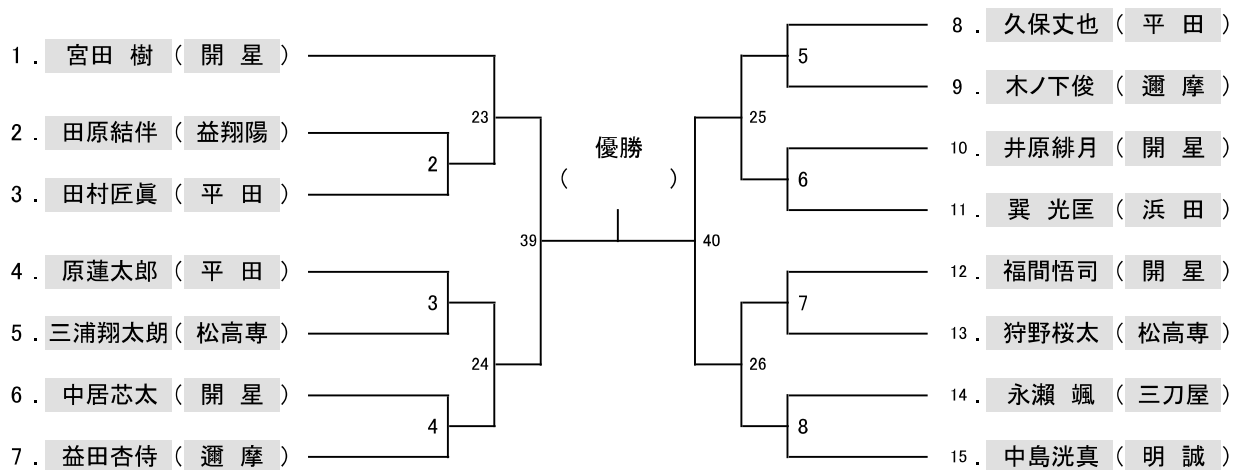 1. 宮田 樹 (開 星)
2. 田原結伴 (益翔陽)
3. 田村匠眞 (平 田)
4. 原蓮太郎 (平 田)
5. 三浦翔太朗 (松高専)
6. 中居芯太 (開 星)
7. 益田杏侍 (邇 摩)
23
2
39
3
24
4
優勝
( )
5
25
6
40
7
26
8
8. 久保丈也 (平 田)
9. 木ノ下俊 (邇 摩)
10. 井原緋月 (開 星)
11. 巽 光匡 (浜 田)
12. 福間悟司 (開 星)
13. 狩野桜太 (松高専)
14. 永瀨 颯 (三刀屋)
15. 中島洸真 (明 誠)